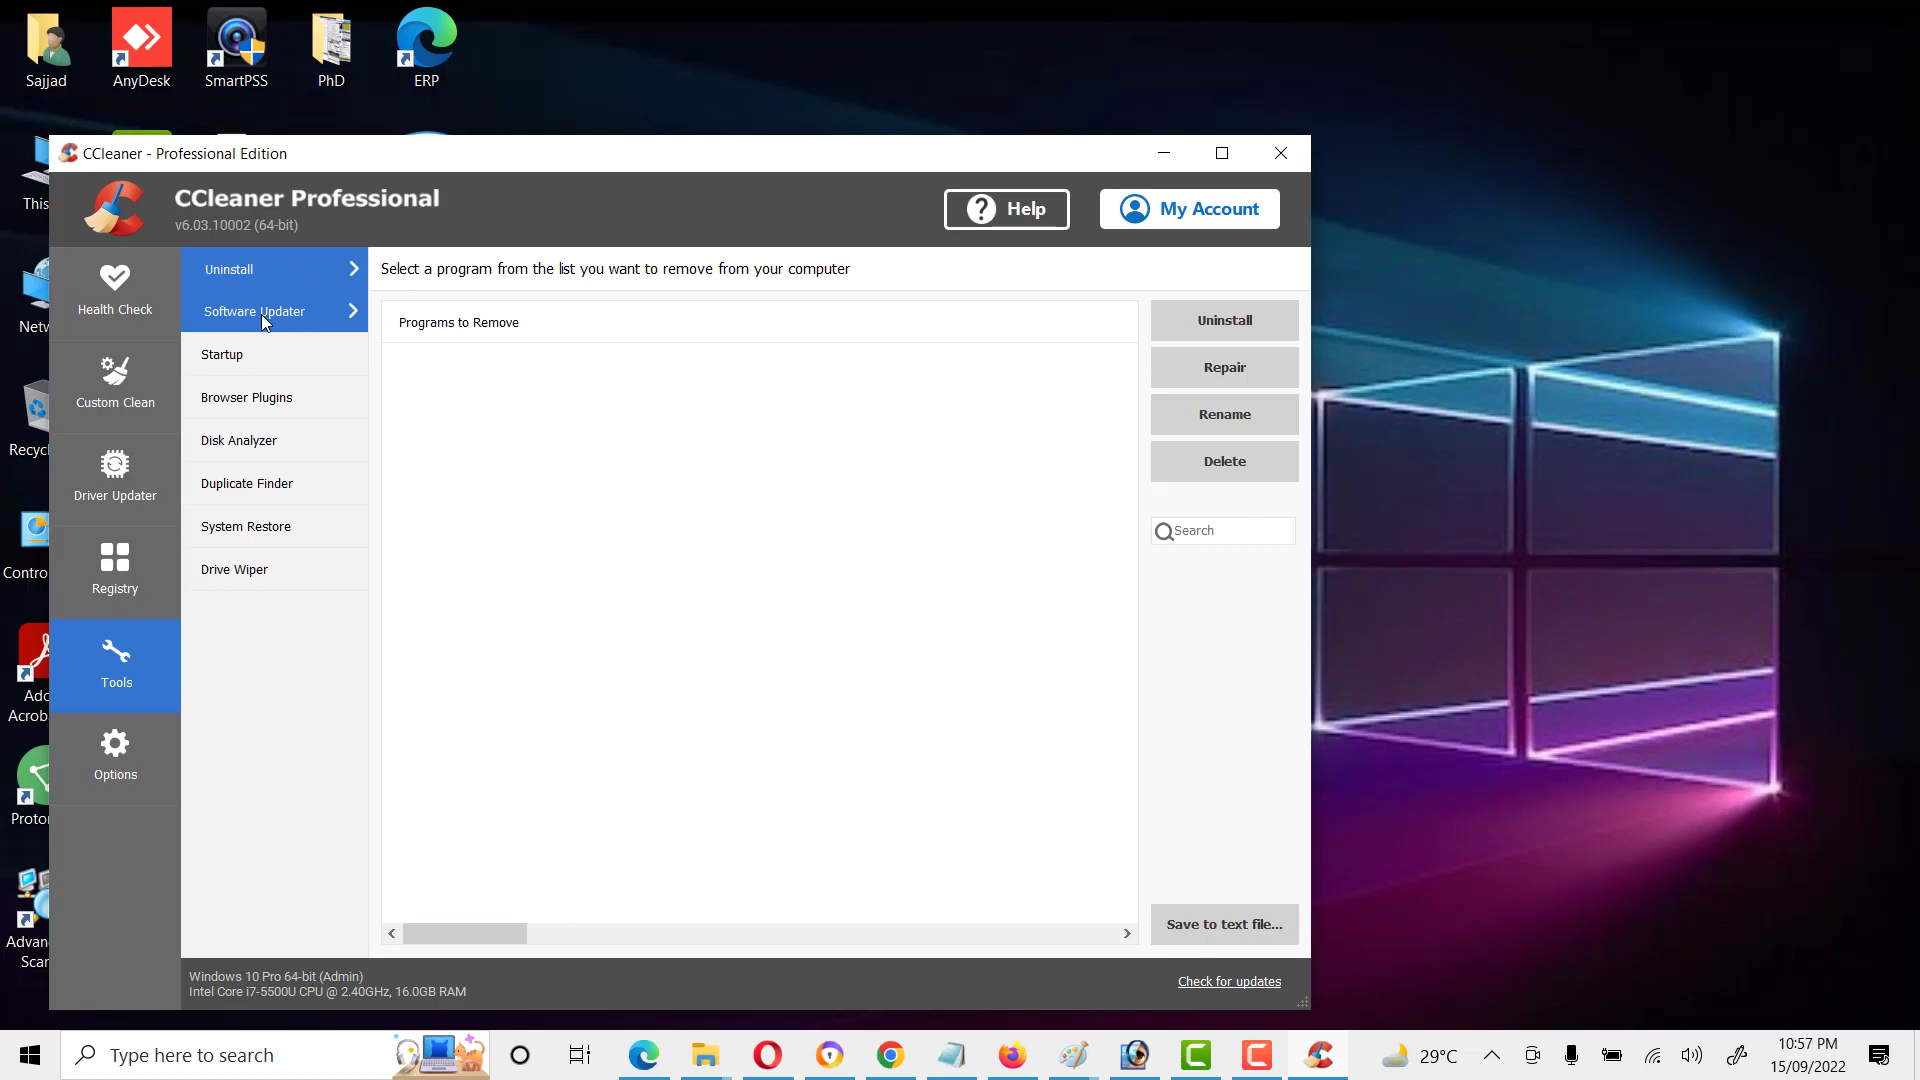 Sajjad
AnyDesk
SmartPSS
PhD
ERP
This
Netw
Recycl
Contro
Ado
Acroba
Proton
Advan
Scan
CCleaner - Professional Edition
CCleaner Professional
v6.03.10002 (64-bit)
? Help
My Account
Health Check
Custom Clean
Driver Updater
Registry
Tools
Options
Uninstall
Software Updater
Startup
Browser Plugins
Disk Analyzer
Duplicate Finder
System Restore
Drive Wiper
Select a program from the list you want to remove from your computer
Programs to Remove
Uninstall
Repair
Rename
Delete
Search
Save to text file...
Windows 10 Pro 64-bit (Admin)
Intel Core i7-5500U CPU @ 2.40GHz, 16.0GB RAM
Check for updates
Type here to search
29°C
10:57 PM
15/09/2022